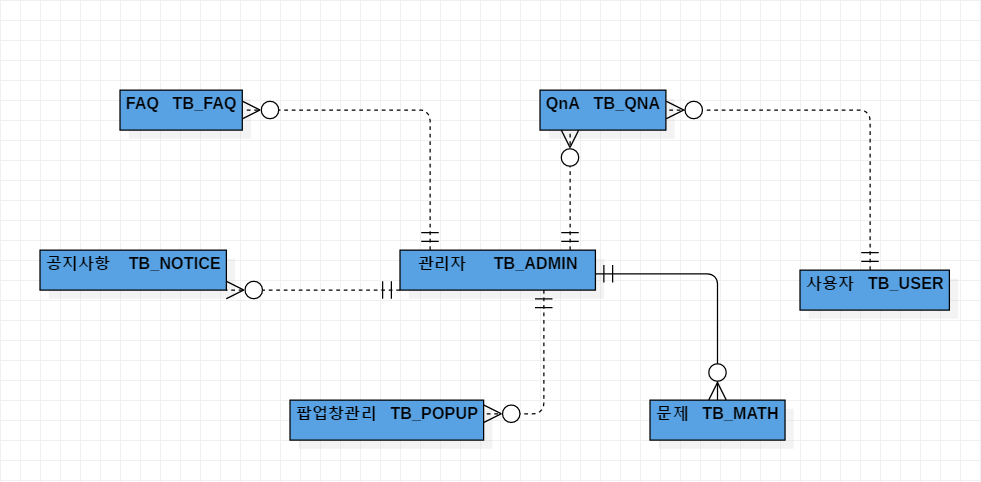 FAQ TB_FAQ
QnA TB_QNA
공지사항 TB_NOTICE
관리자 TB_ADMIN
사용자 TB_USER
팝업창관리 TB_POPUP
문제 TB_MATH